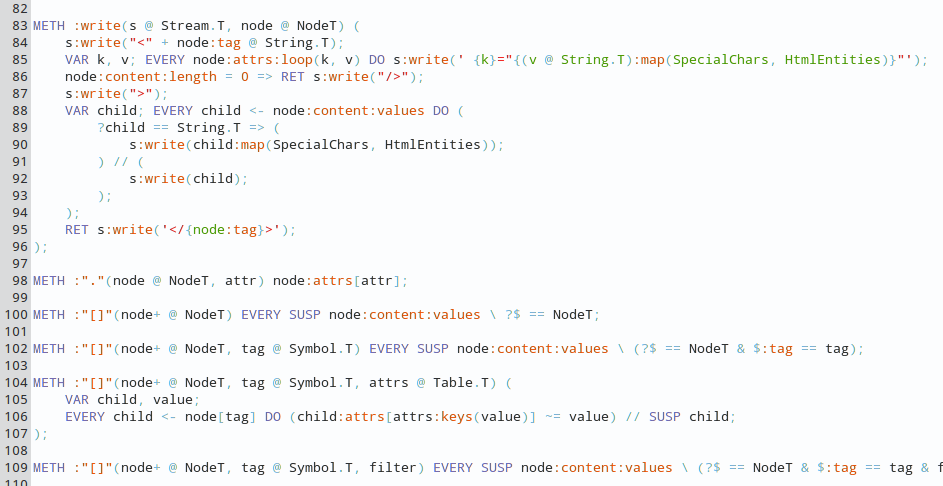 82
83 METH :write(s @ Stream.T, node @ NodeT) (
84     s:write("<" + node:tag @ String.T);
85     VAR k, v; EVERY node:attrs:loop(k, v) DO s:write(' {k}="{(v @ String.T):map(SpecialChars, HtmlEntities)}"');
86     node:content:length = 0 => RET s:write("/>");
87     s:write(">");
88     VAR child; EVERY child <- node:content:values DO (
89         ?child == String.T => (
90             s:write(child:map(SpecialChars, HtmlEntities));
91         ) // (
92             s:write(child);
93         );
94     );
95     RET s:write('</{node:tag}>');
96 );
97
98 METH :"."(node @ NodeT, attr) node:attrs[attr];
99
100 METH :"[]"(node+ @ NodeT) EVERY SUSP node:content:values \ ?$ == NodeT;
101
102 METH :"[]"(node+ @ NodeT, tag @ Symbol.T) EVERY SUSP node:content:values \ (?$ == NodeT & $:tag == tag);
103
104 METH :"[]"(node+ @ NodeT, tag @ Symbol.T, attrs @ Table.T) (
105     VAR child, value;
106     EVERY child <- node[tag] DO (child:attrs[attrs:keys(value)] ~= value) // SUSP child;
107 );
108
109 METH :"[]"(node+ @ NodeT, tag @ Symbol.T, filter) EVERY SUSP node:content:values \ (?$ == NodeT & $:tag == tag & f
110